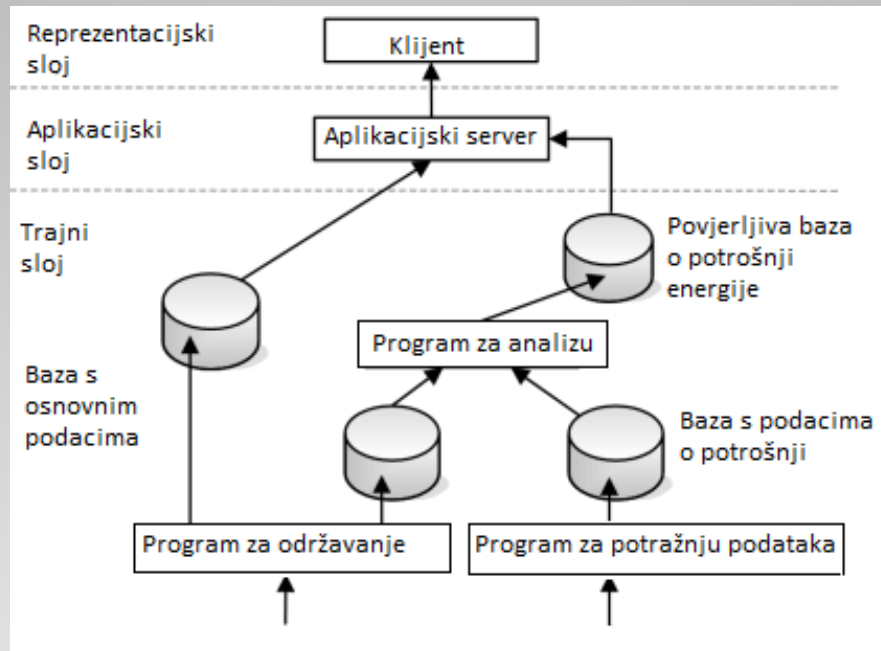 Reprezentacijski
sloj
Klijent
Aplikacijski
sloj
Aplikacijski server
Trajni
sloj
Povjerljiva baza
o potrošnji
energije
Program za analizu
Baza s
osnovnim
podacima
Baza s podacima
o potrošnji
Program za održavanje
Program za potražnju podataka